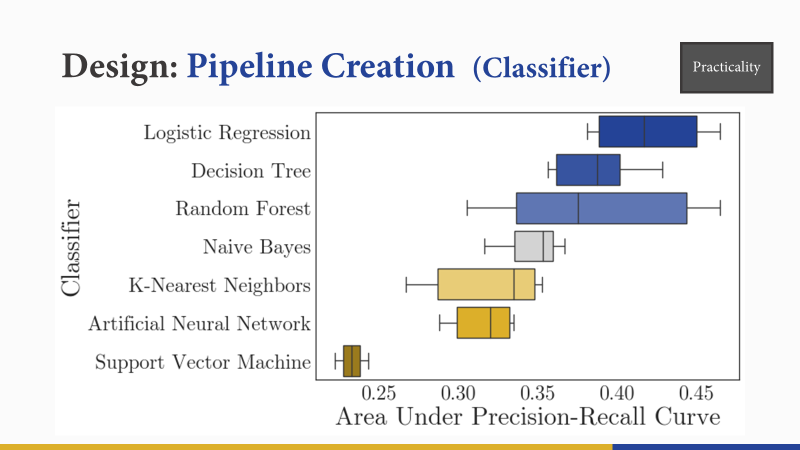 Design: Pipeline Creation (Classifier)
Practicality
Classifier
Logistic Regression
Decision Tree
Random Forest
Naive Bayes
K-Nearest Neighbors
Artificial Neural Network
Support Vector Machine
0.25 0.30 0.35 0.40 0.45
Area Under Precision-Recall Curve